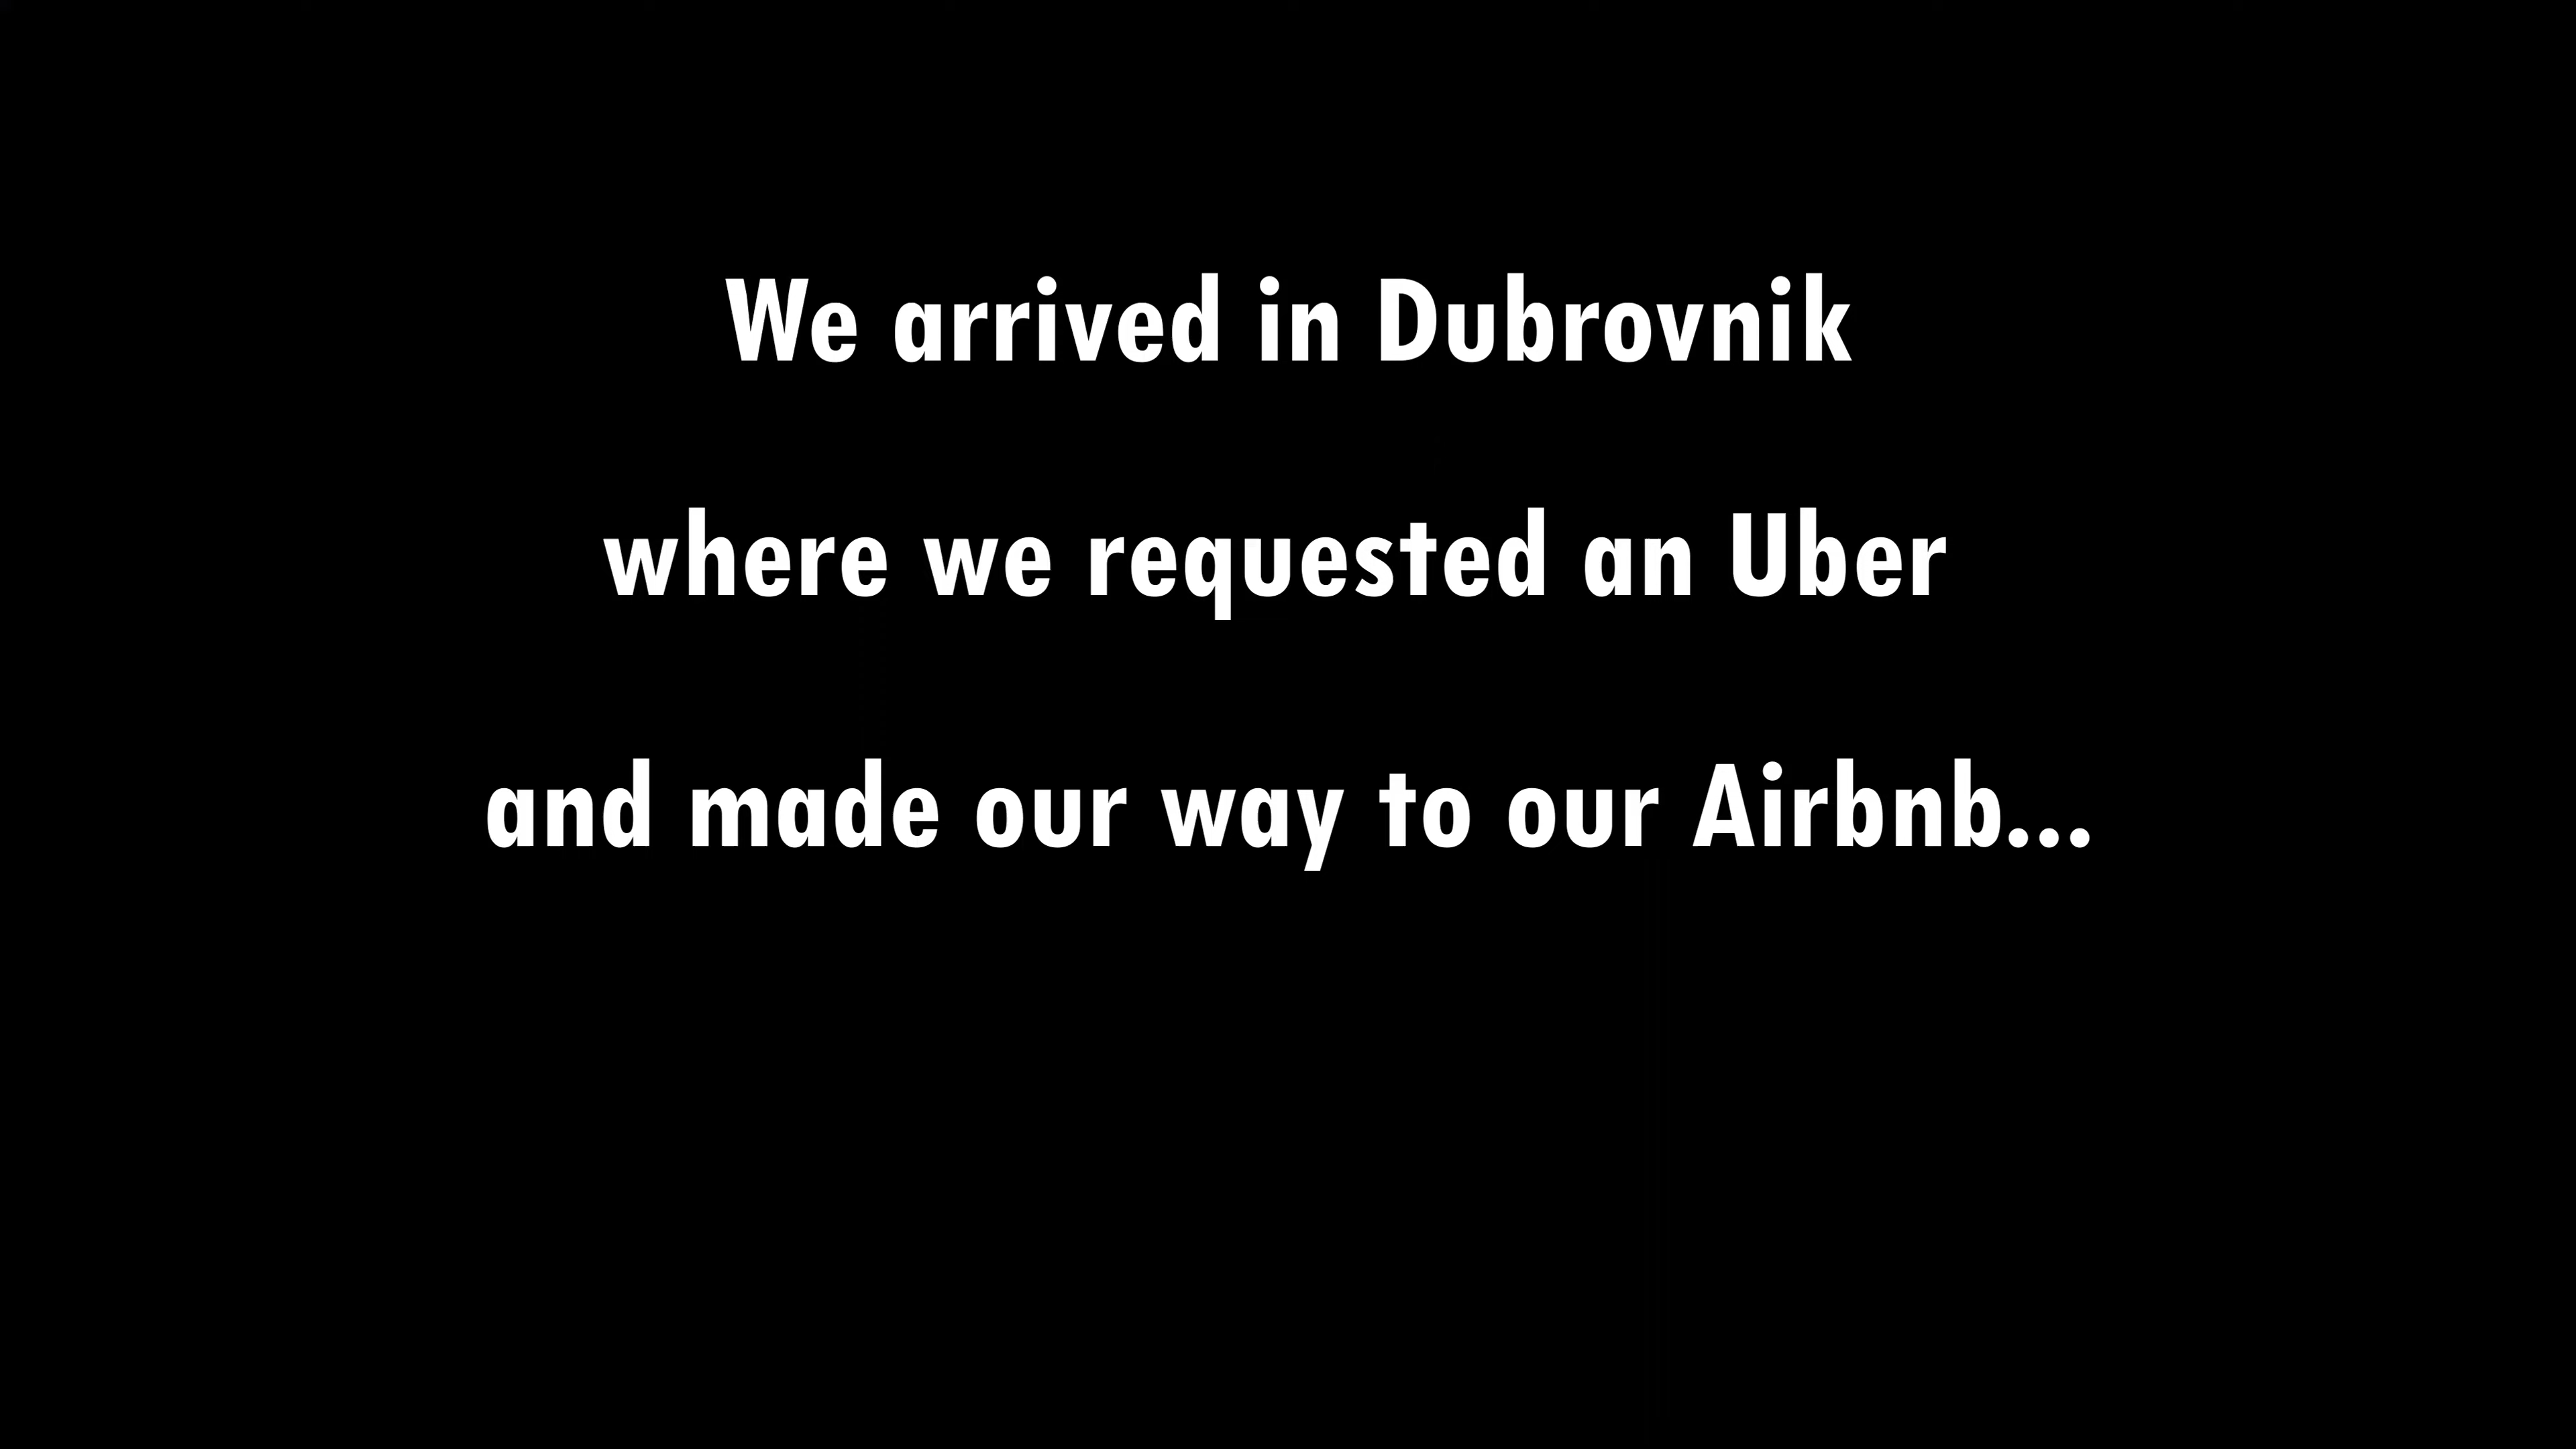 We arrived in Dubrovnik
where we requested an Uber
and made our way to our Airbnb...